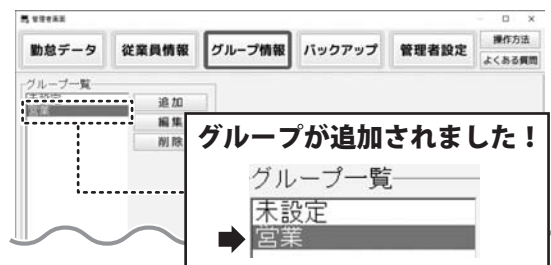 管理者画面
勤怠データ 従業員情報 グループ情報 バックアップ 管理者設定 操作方法
よくある質問
グループ一覧
未設定
営業
追加
編集
削除
グループが追加されました！
グループ一覧
未設定
営業